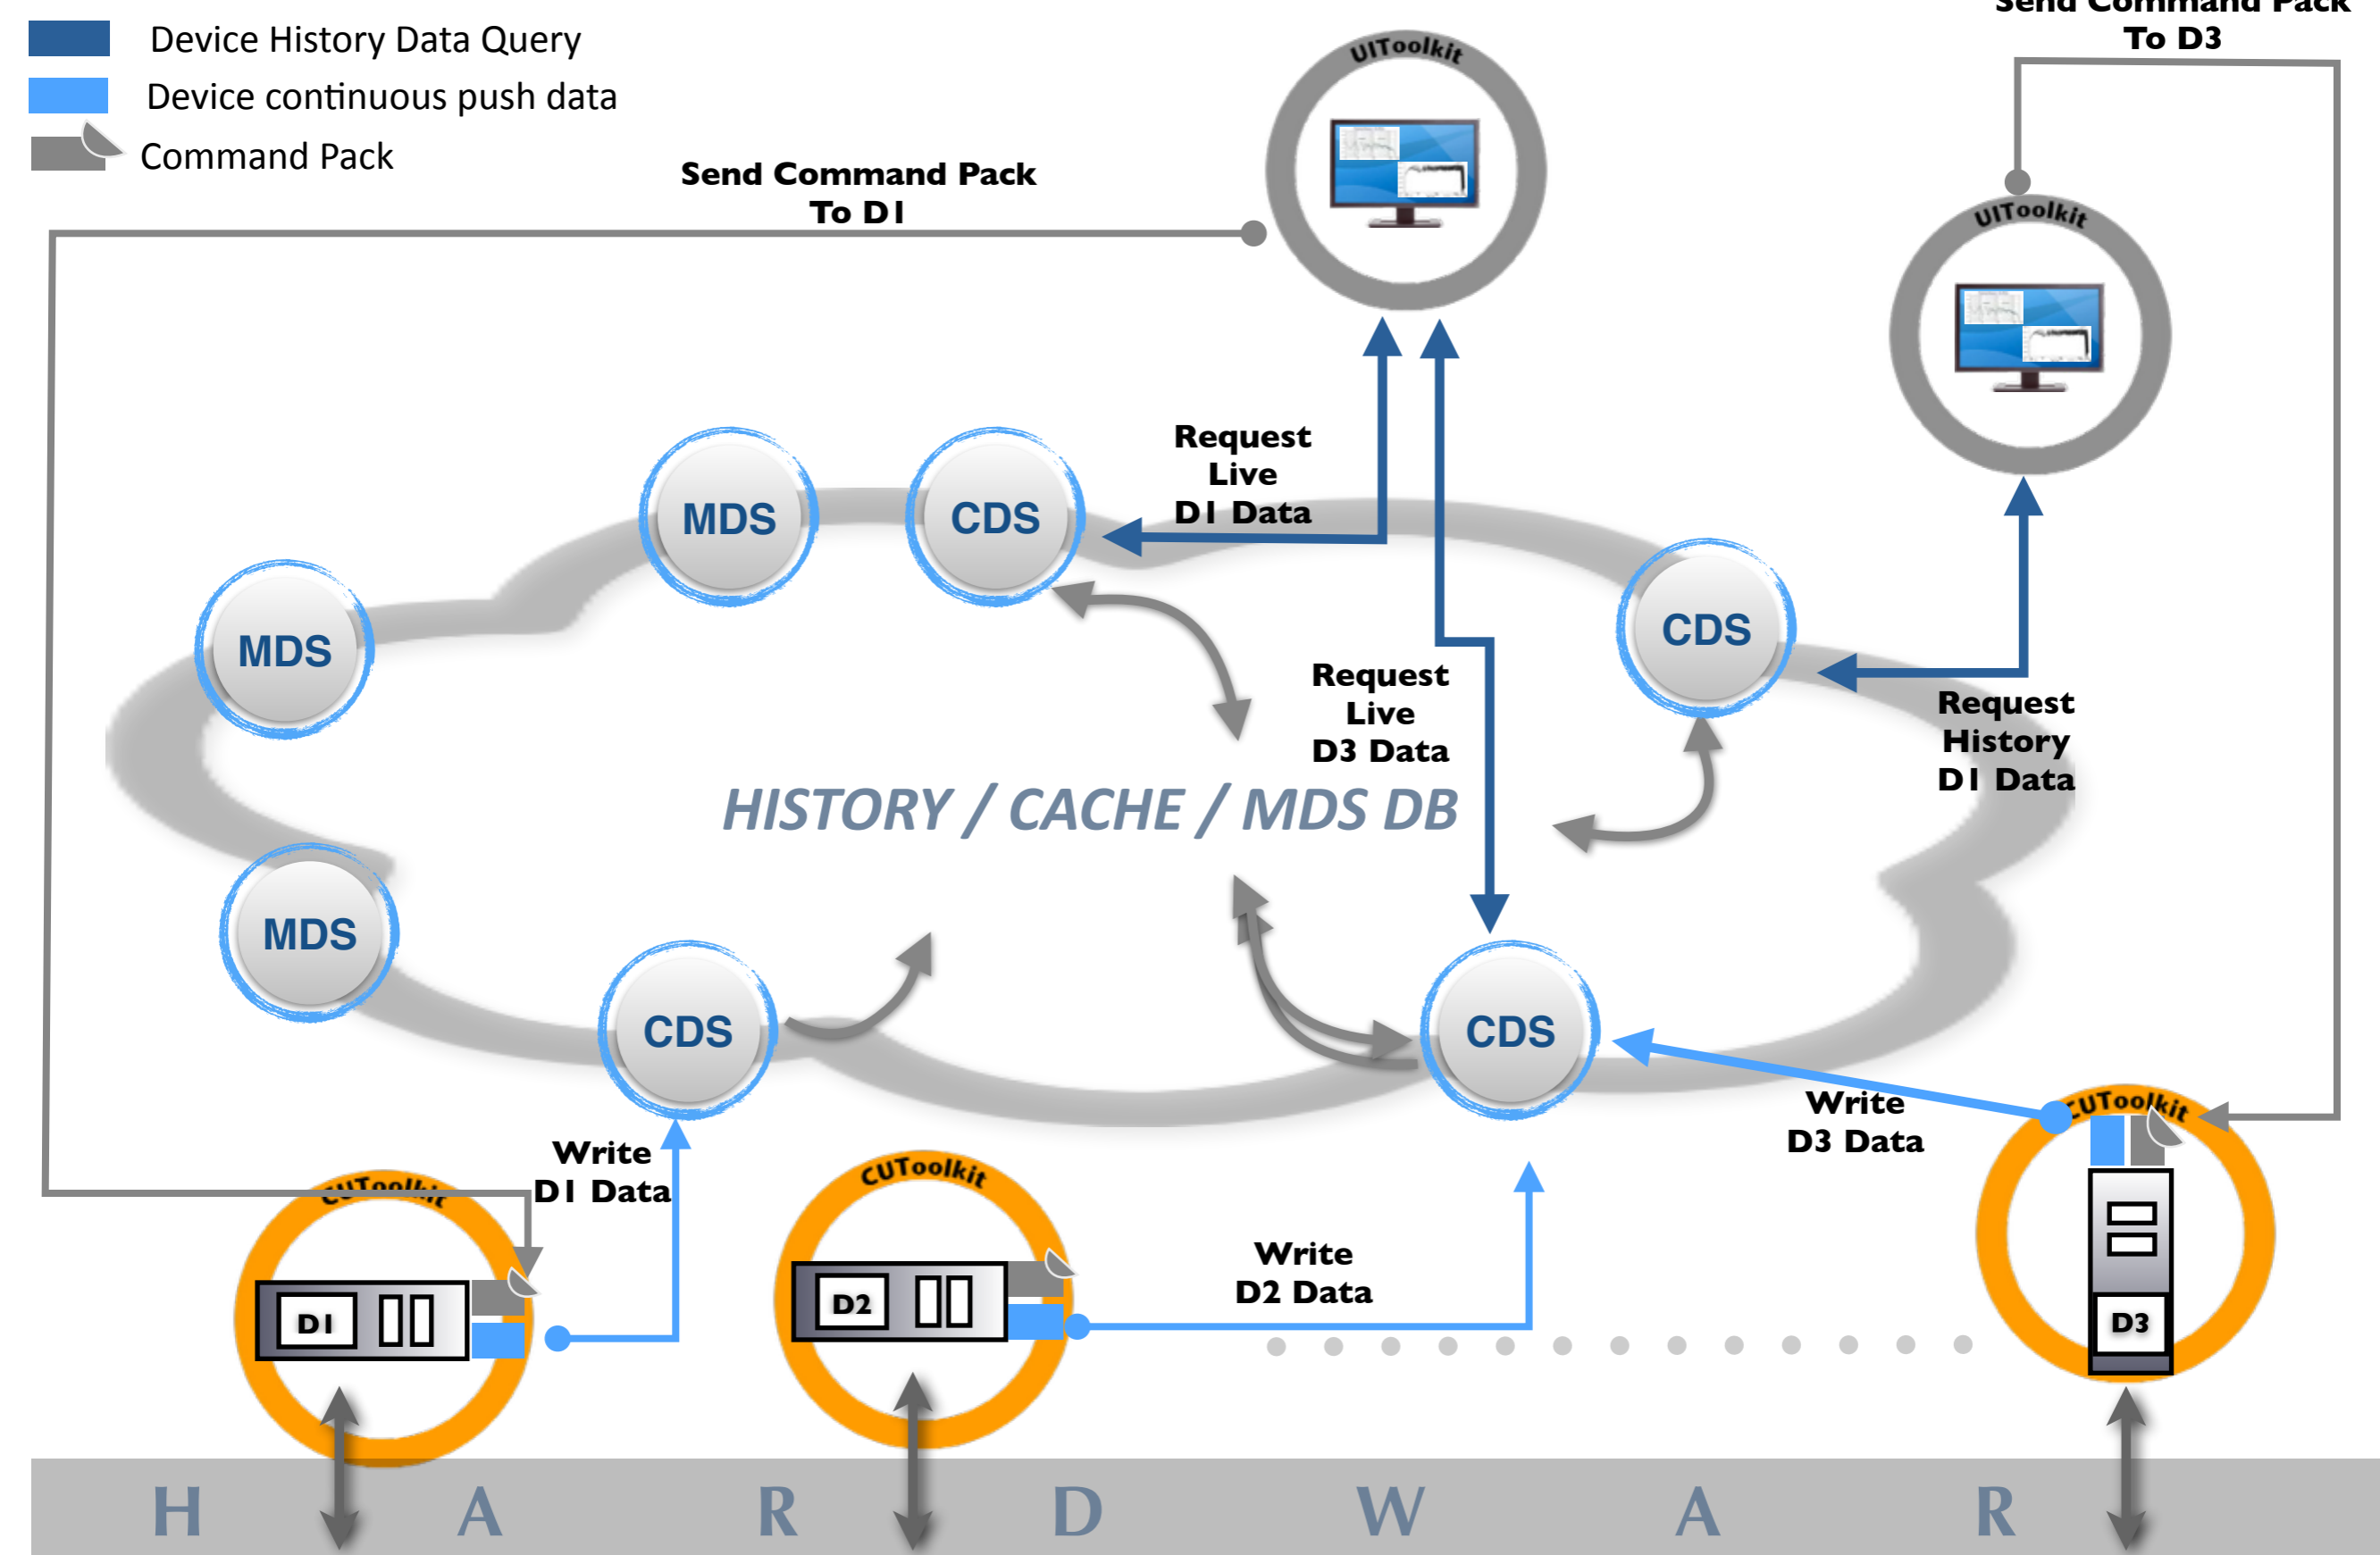 Send Command Pack
To D3
Device History Data Query
Device continuous push data
Command Pack
Send Command Pack
To D1
UIToolkit
UIToolkit
Request
Live
D1 Data
MDS
CDS
MDS
CDS
Request
Live
D3 Data
Request
History
D1 Data
HISTORY / CACHE / MDS DB
MDS
CDS
CDS
Write
D1 Data
Write
D3 Data
CUToolkit
CUToolkit
CUToolkit
Write
D2 Data
D1
D2
D3
H A R D W A R